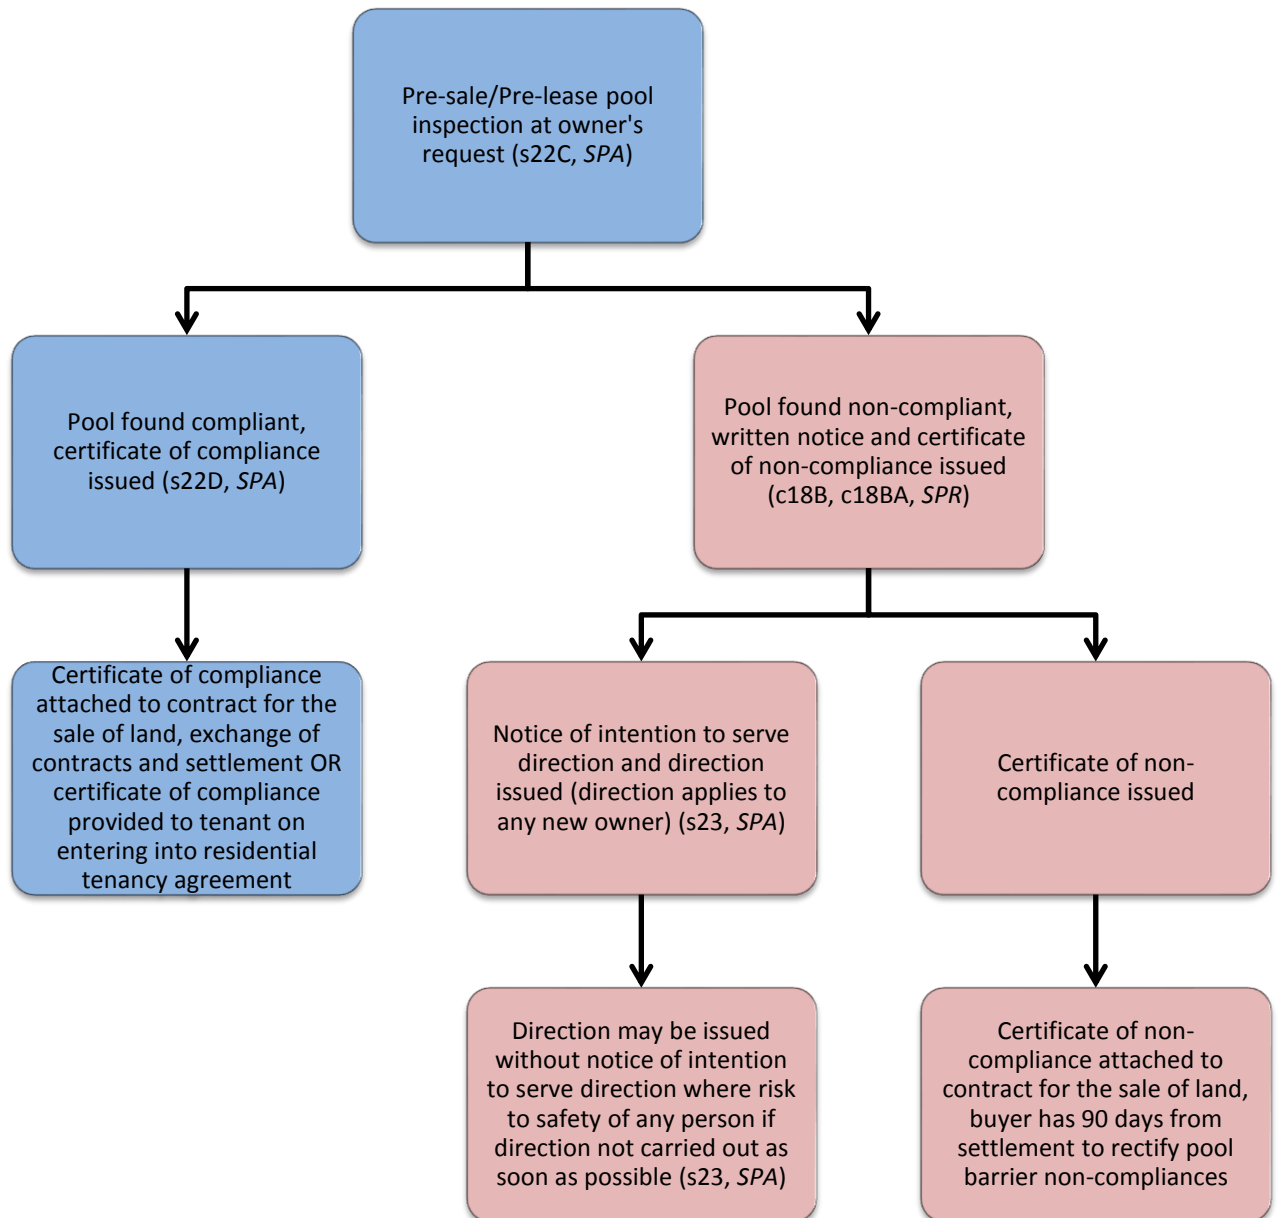 Pre-sale/Pre-lease pool
inspection at owner's
request (s22C, SPA)
Pool found compliant,
certificate of compliance
issued (s22D, SPA)
Pool found non-compliant,
written notice and certificate
of non-compliance issued
(c18B, c18BA, SPR)
Certificate of compliance
attached to contract for the
sale of land, exchange of
contracts and settlement OR
certificate of compliance
provided to tenant on
entering into residential
tenancy agreement
Notice of intention to serve
direction and direction
issued (direction applies to
any new owner) (s23, SPA)
Certificate of non-
compliance issued
Direction may be issued
without notice of intention
to serve direction where risk
to safety of any person if
direction not carried out as
soon as possible (s23, SPA)
Certificate of non-
compliance attached to
contract for the sale of land,
buyer has 90 days from
settlement to rectify pool
barrier non-compliances